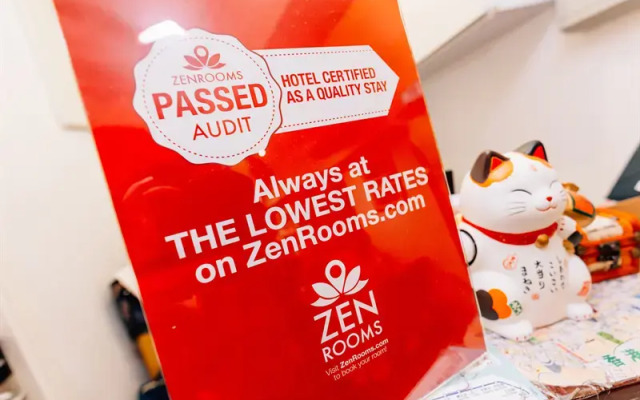 ZENROOMS
PASSED
AUDIT
HOTEL CERTIFIED
AS A QUALITY STAY
Always at
THE LOWEST RATES
on ZenRooms.com
ZEN
ROOMS
Visit ZenRooms.com
to book your room!